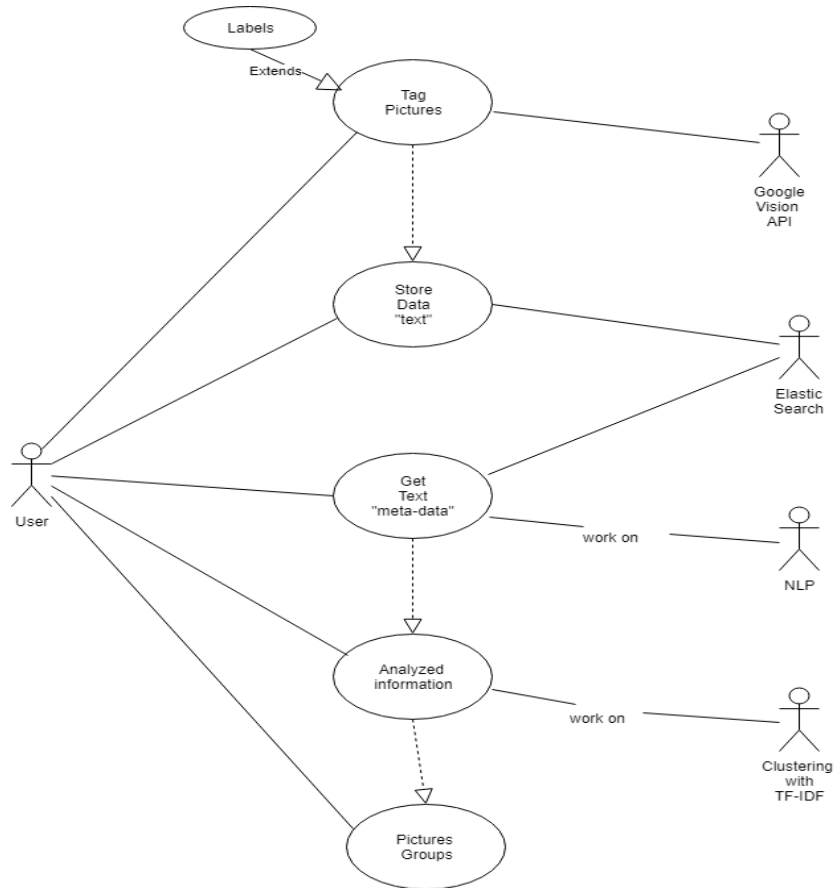 Labels
Extends
Tag
Pictures
Google
Vision
API
Store
Data
"text"
Elastic
Search
User
Get
Text
"meta-data"
work on
NLP
Analyzed
information
work on
Clustering
with
TF-IDF
Pictures
Groups